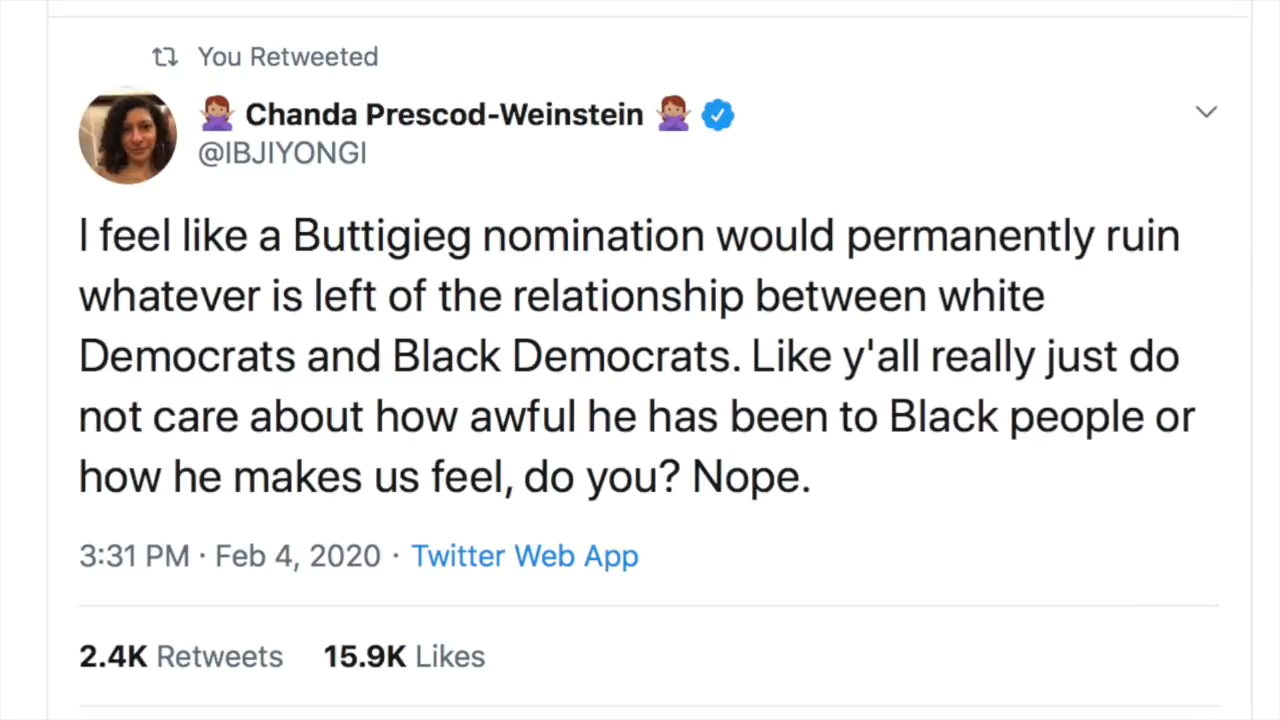 You Retweeted
Chanda Prescod-Weinstein
@IBJIYONGI
I feel like a Buttigieg nomination would permanently ruin
whatever is left of the relationship between white
Democrats and Black Democrats. Like y'all really just do
not care about how awful he has been to Black people or
how he makes us feel, do you? Nope.
3:31 PM · Feb 4, 2020 · Twitter Web App
2.4K Retweets 15.9K Likes